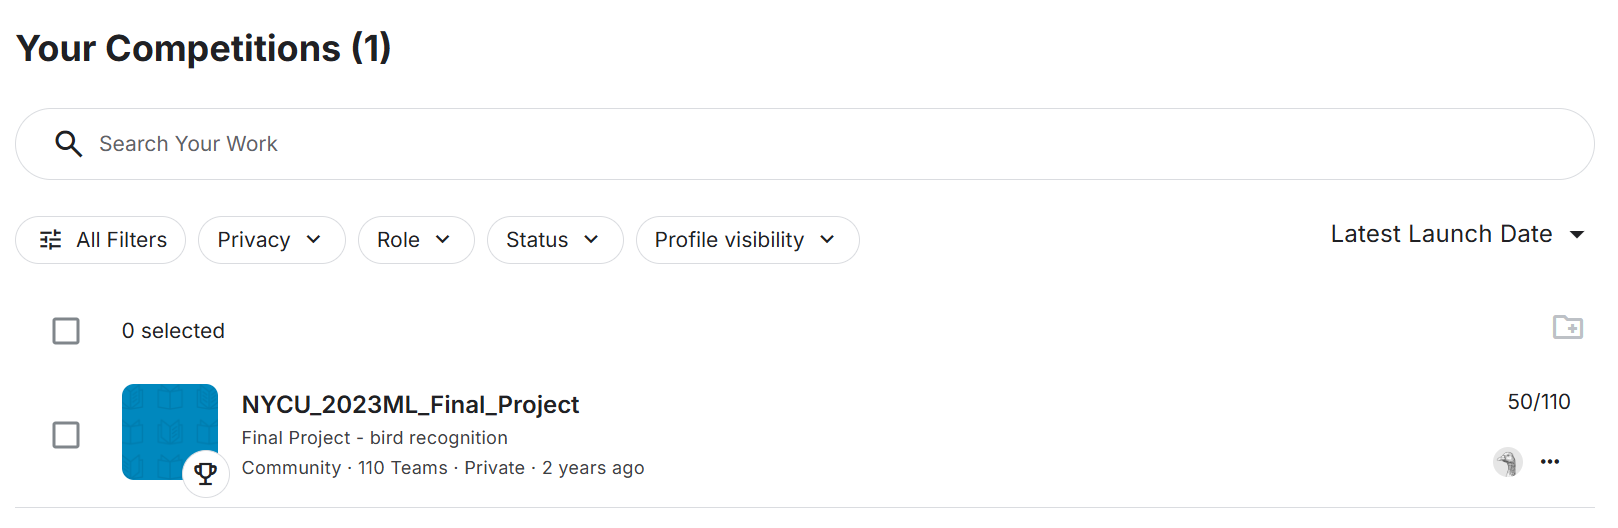 Your Competitions (1)
Search Your Work
All Filters
Privacy
Role
Status
Profile visibility
Latest Launch Date
0 selected
NYCU_2023ML_Final_Project
50/110
Final Project - bird recognition
Community · 110 Teams · Private · 2 years ago